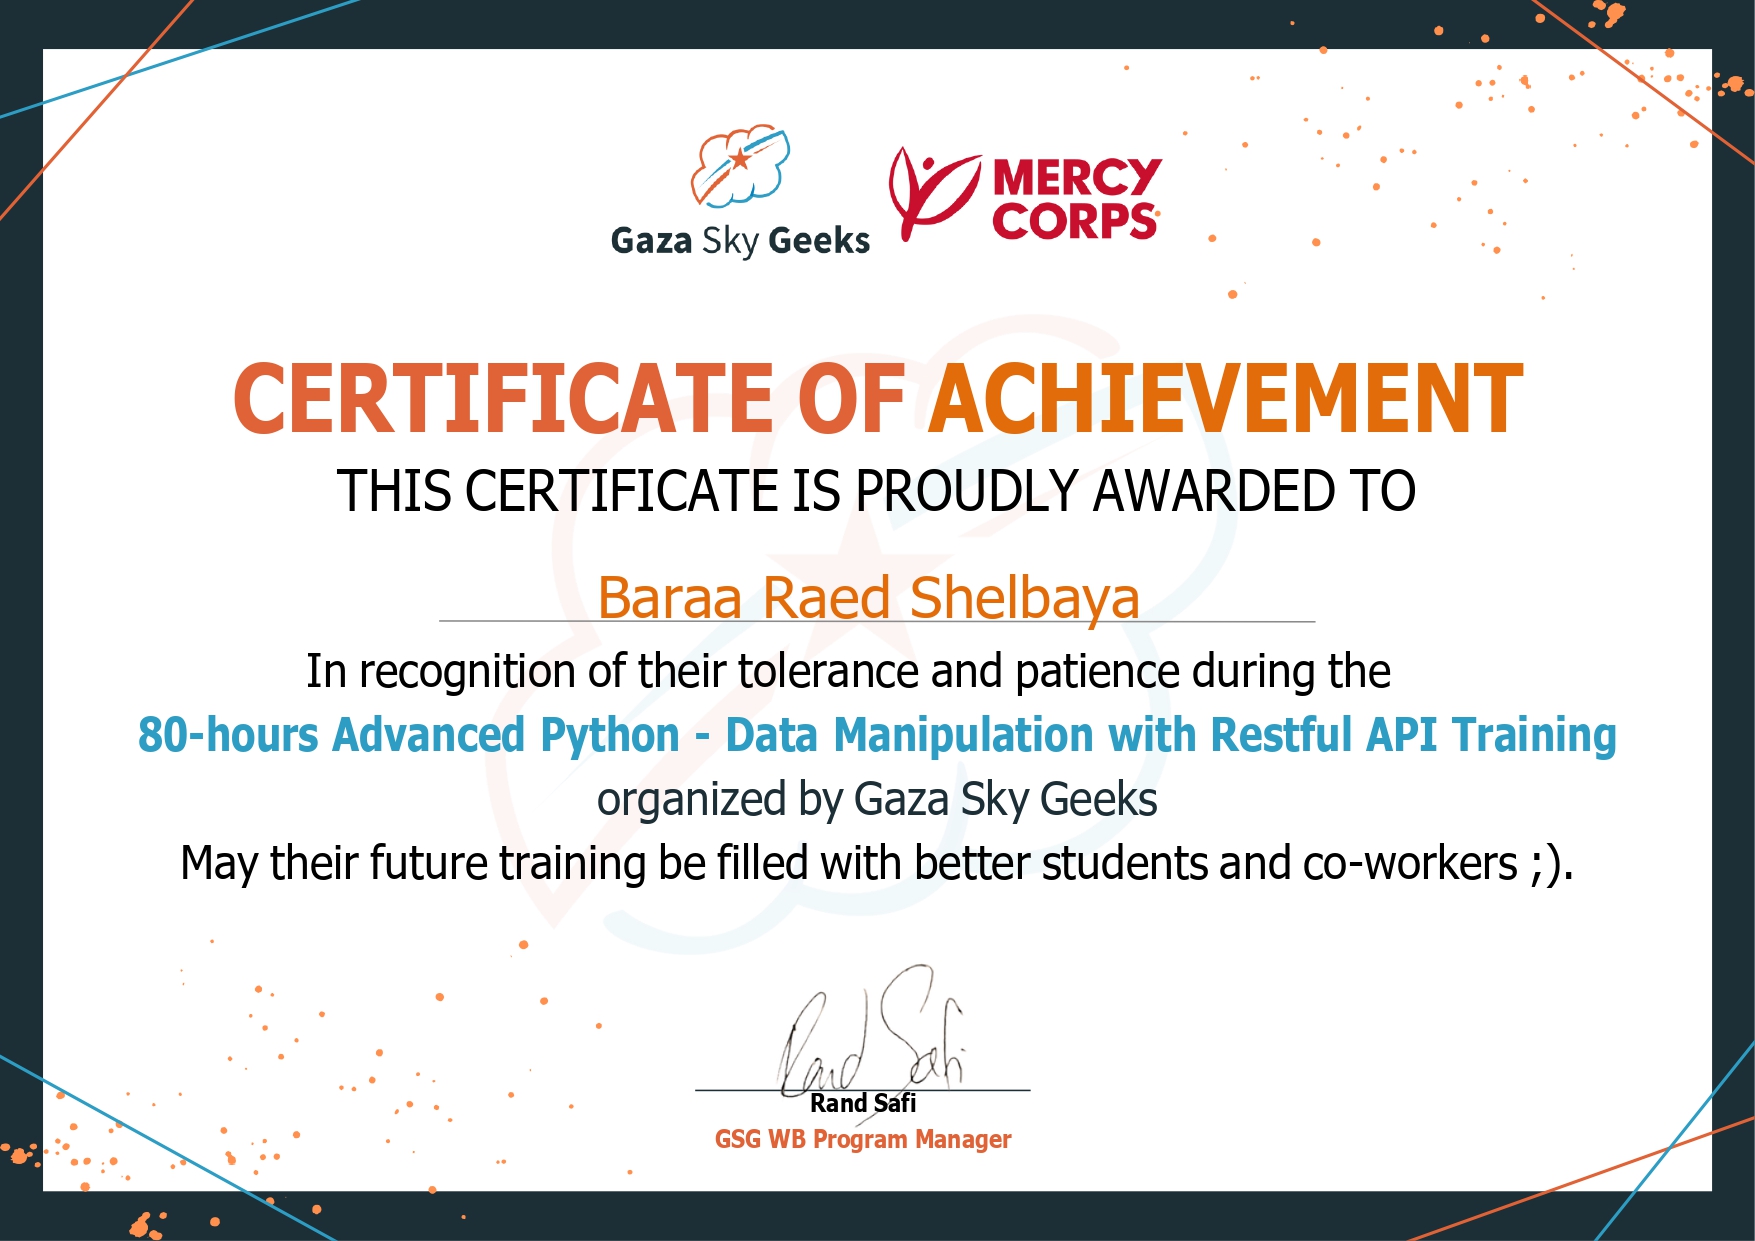 Gaza Sky Geeks
MERCY
CORPS
CERTIFICATE OF ACHIEVEMENT
THIS CERTIFICATE IS PROUDLY AWARDED TO
Baraa Raed Shelbaya
In recognition of their tolerance and patience during the
80-hours Advanced Python - Data Manipulation with Restful API Training
organized by Gaza Sky Geeks
May their future training be filled with better students and co-workers ;).
Rand Safi
Rand Safi
GSG WB Program Manager